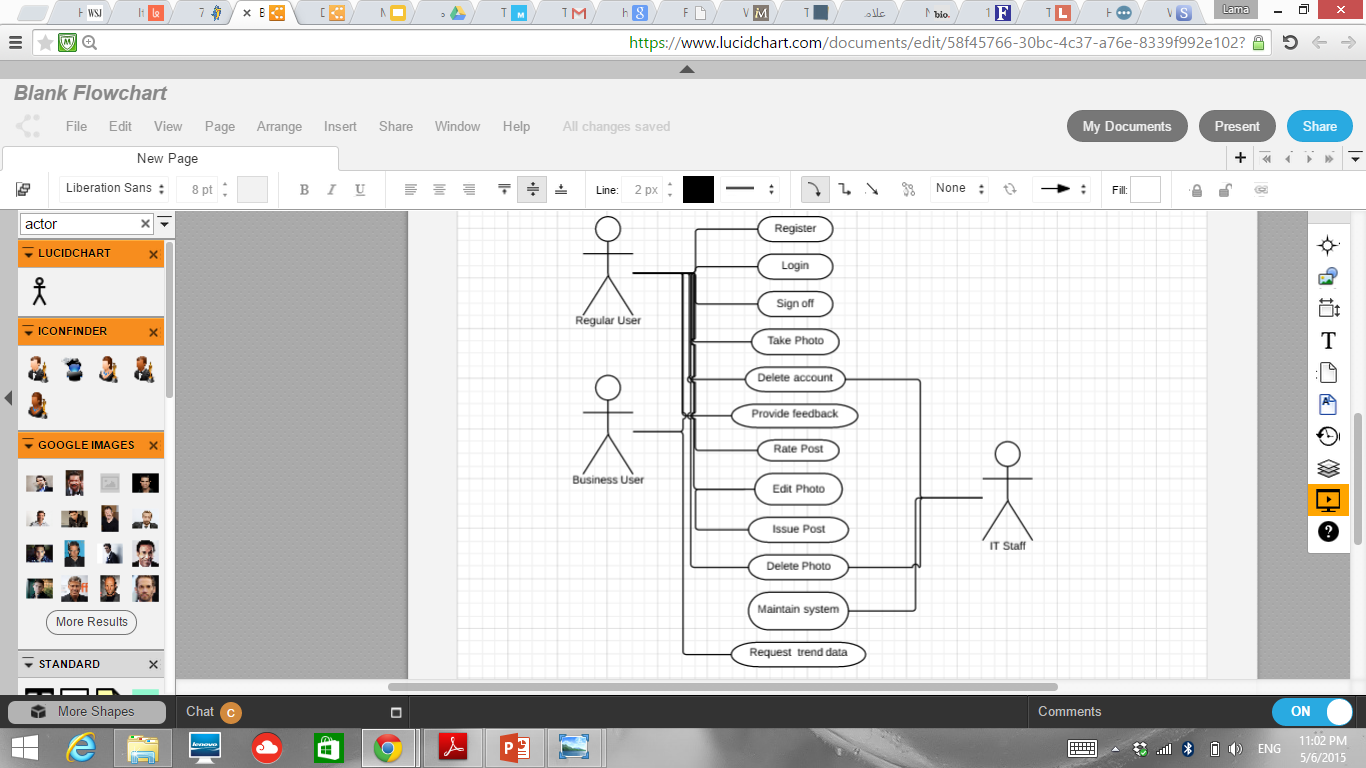 WSJ
Lama
M
bio.
F
L
S
علاء
https://www.lucidchart.com/documents/edit/58f45766-30bc-4c37-a76e-8339f992e102?
Blank Flowchart
File Edit View Page Arrange Insert Share Window Help All changes saved
My Documents Present Share
New Page
Liberation Sans 8 pt B I U Line: 2 px None Fill:
actor
LUCIDCHART
ICONFINDER
GOOGLE IMAGES
More Results
STANDARD
Register
Login
Sign off
Regular User
Take Photo
Delete account
Provide feedback
Rate Post
Business User
Edit Photo
Issue Post
IT Staff
Delete Photo
Maintain system
Request trend data
More Shapes Chat C Comments ON
lenovo
ENG
11:02 PM
5/6/2015